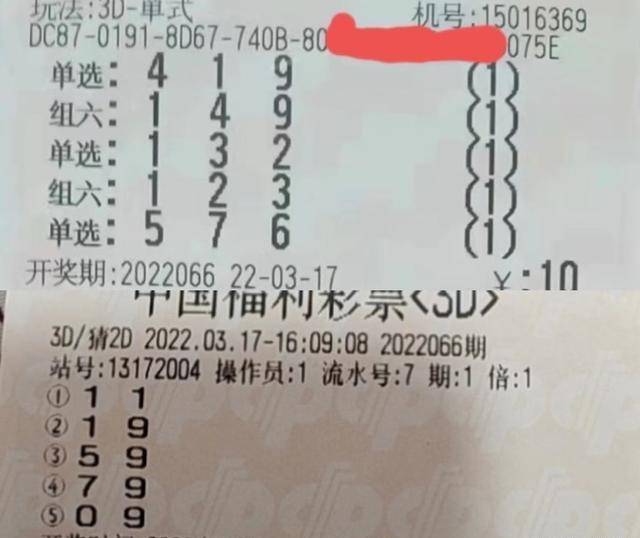 玩法:3D-单式
机号:15016369
DC87-0191-8D67-740B-80
075E
单选: 4 1 9 (1)
组六: 1 4 9 (1)
单选: 1 3 2 (1)
组六: 1 2 3 (1)
单选: 5 7 6 (1)
开奖期:2022066 22-03-17 ¥:10
中国福利彩票<3D>
3D/猜2D 2022.03.17-16:09:08 2022066期
站号:13172004 操作员:1 流水号:7 期:1 倍:1
① 1 1
② 1 9
③ 5 9
④ 7 9
⑤ 0 9